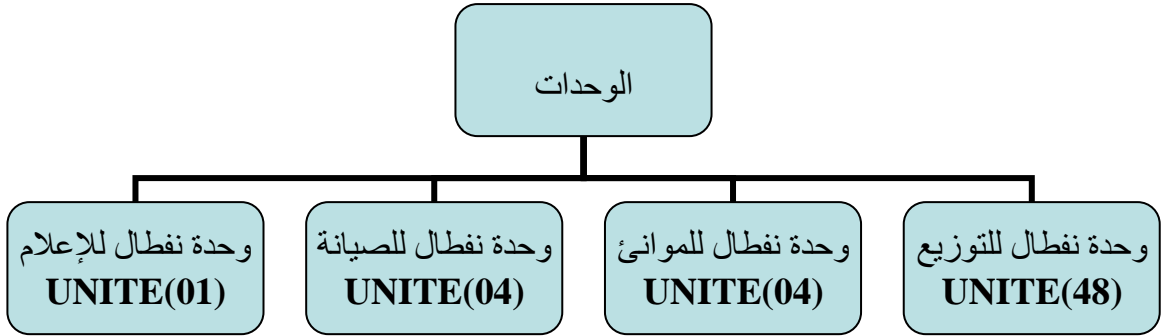 الوحدات
وحدة نفطال للتوزيع
UNITE(48)
وحدة نفطال للموانئ
UNITE(04)
وحدة نفطال للصيانة
UNITE(04)
وحدة نفطال للإعلام
UNITE(01)